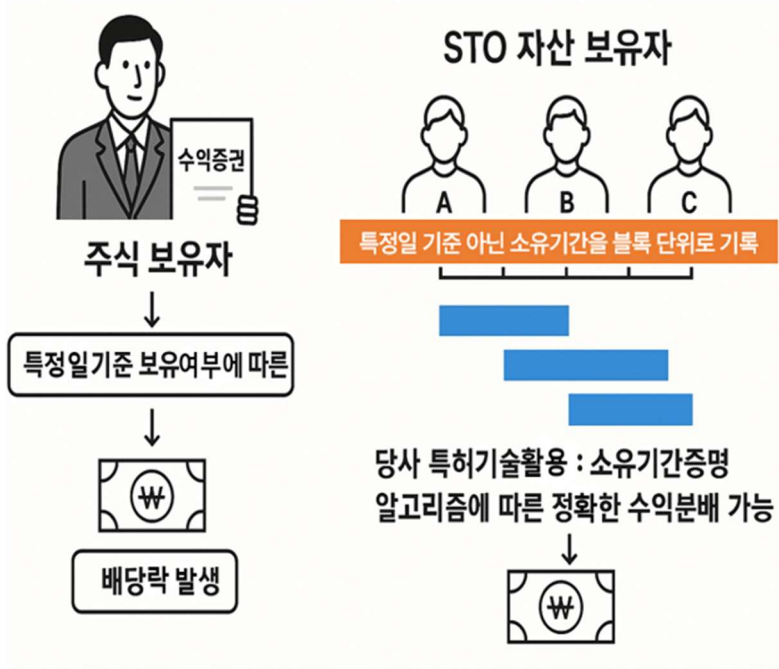 수익증권
주식 보유자
특정일기준 보유여부에 따른
₩
배당락 발생
STO 자산 보유자
A B C
특정일 기준 아닌 소유기간을 블록 단위로 기록
당사 특허기술활용 : 소유기간증명
알고리즘에 따른 정확한 수익분배 가능
₩